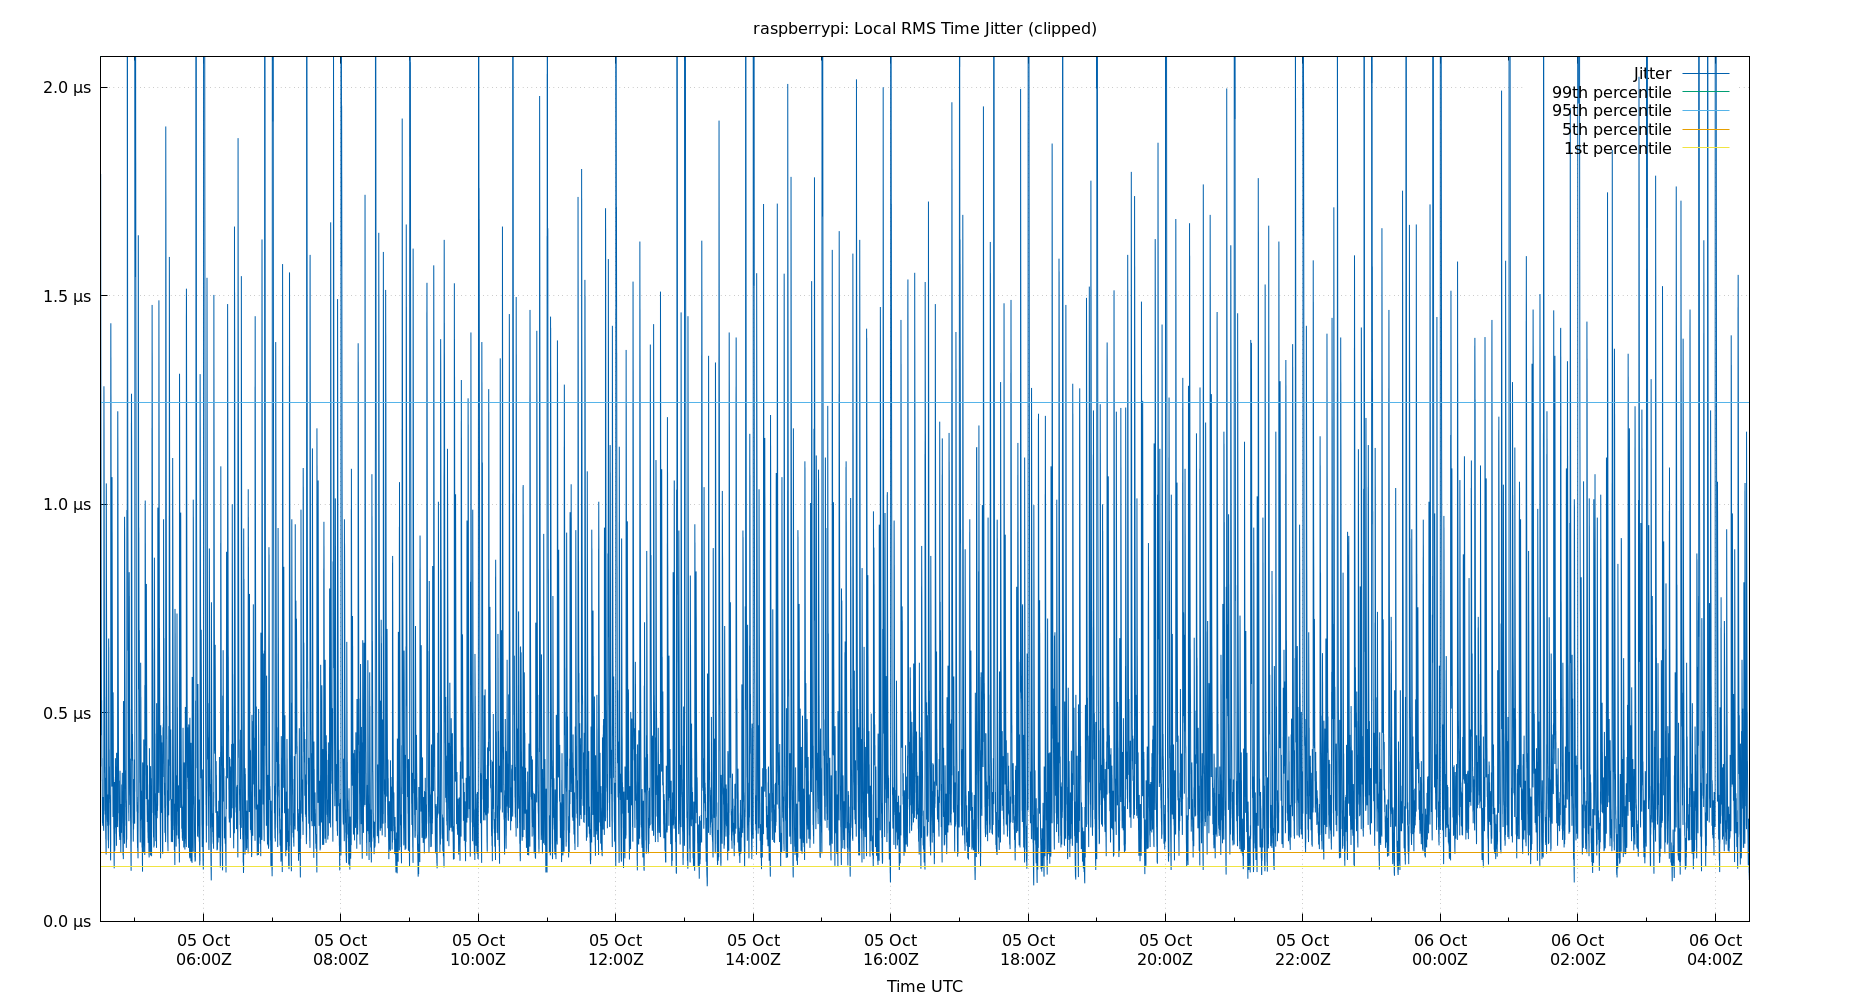 raspberrypi: Local RMS Time Jitter (clipped)
2.0 µs
1.5 µs
1.0 µs
0.5 µs
0.0 µs
Jitter
99th percentile
95th percentile
5th percentile
1st percentile
05 Oct
06:00Z
05 Oct
08:00Z
05 Oct
10:00Z
05 Oct
12:00Z
05 Oct
14:00Z
05 Oct
16:00Z
05 Oct
18:00Z
05 Oct
20:00Z
05 Oct
22:00Z
06 Oct
00:00Z
06 Oct
02:00Z
06 Oct
04:00Z
Time UTC